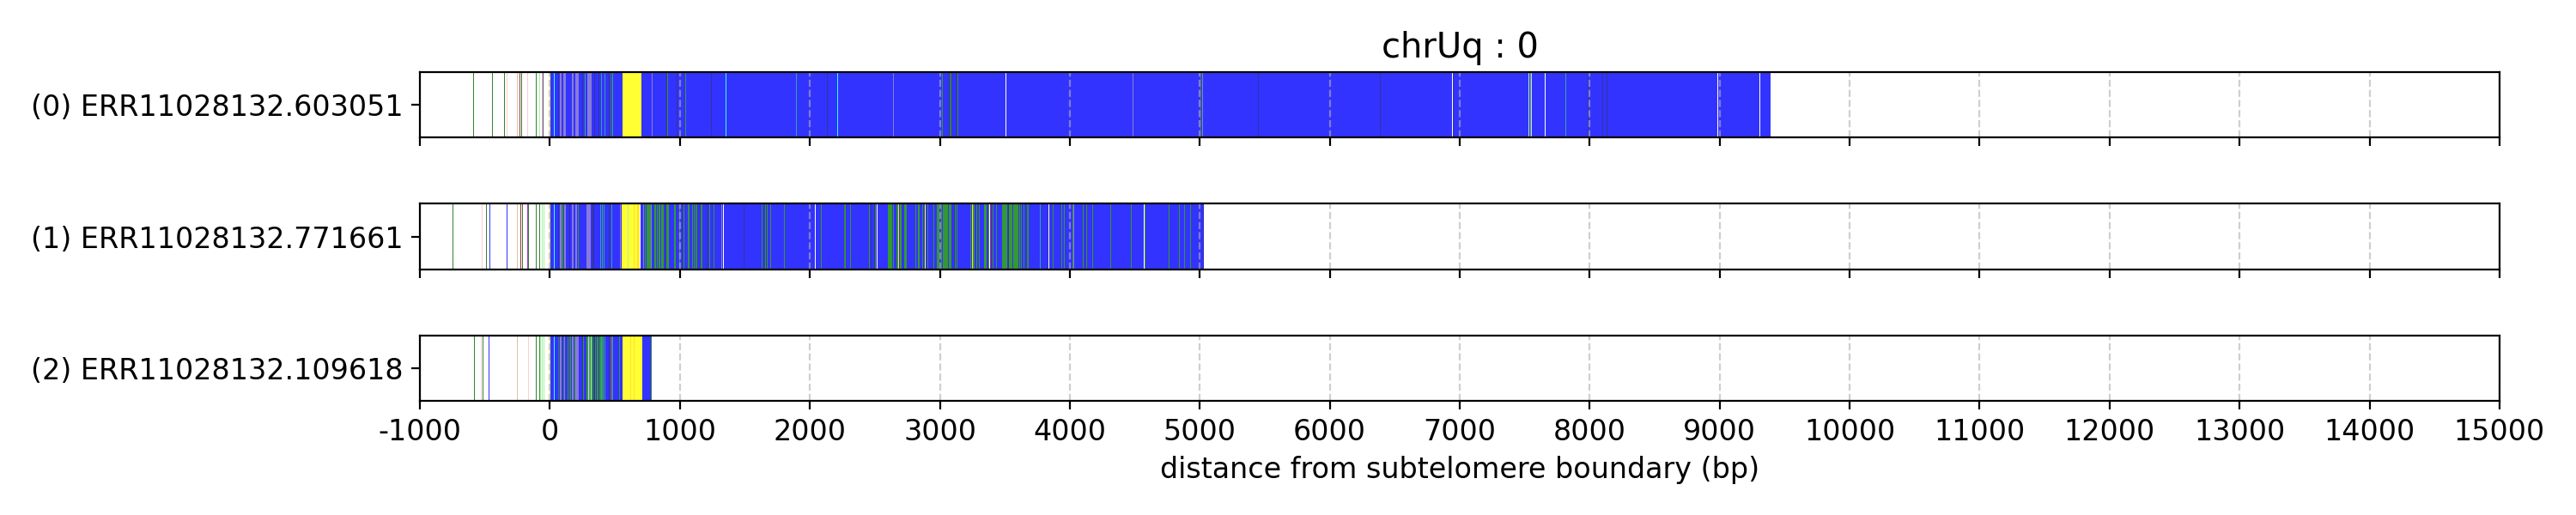 chrUq : 0
(0) ERR11028132.603051
(1) ERR11028132.771661
(2) ERR11028132.109618
-1000 0 1000 2000 3000 4000 5000 6000 7000 8000 9000 10000 11000 12000 13000 14000 15000
distance from subtelomere boundary (bp)